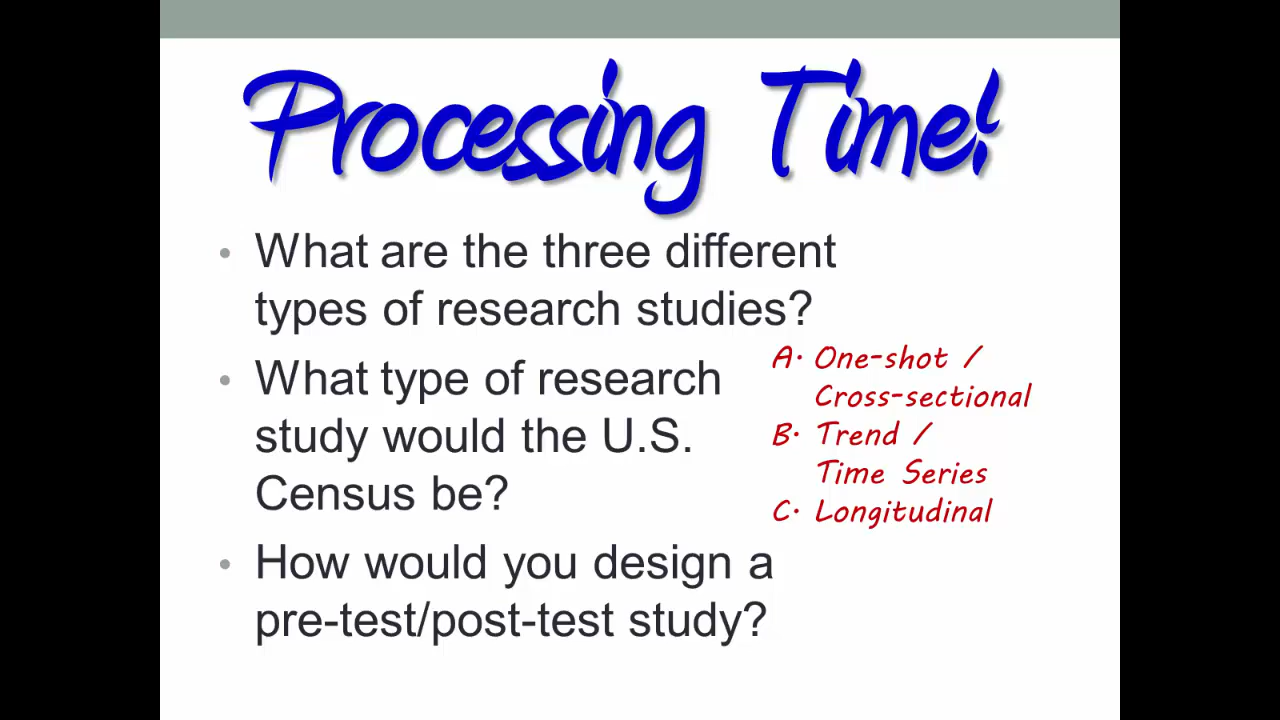 Processing Time!
• What are the three different
types of research studies?
• What type of research
study would the U.S.
Census be?
A. One-shot /
Cross-sectional
B. Trend /
Time Series
C. Longitudinal
• How would you design a
pre-test/post-test study?